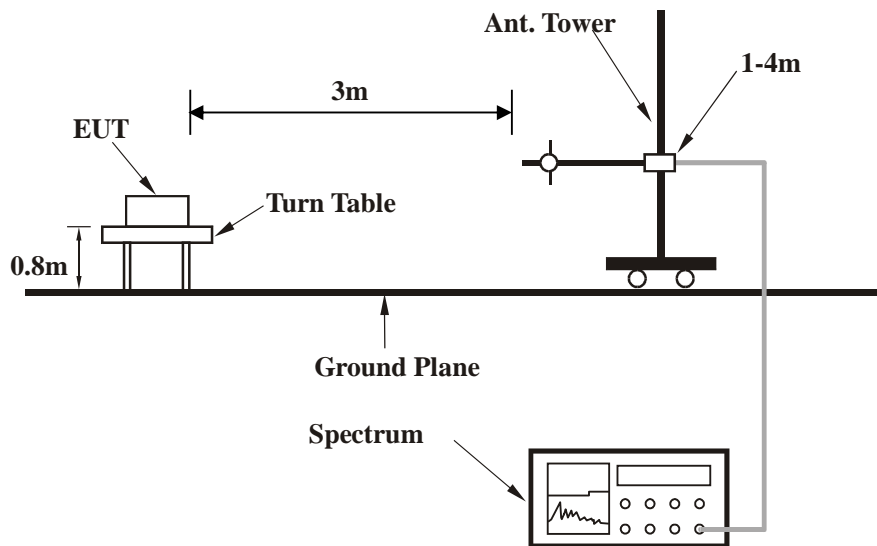 Ant. Tower
1-4m
3m
EUT
Turn Table
0.8m
Ground Plane
Spectrum